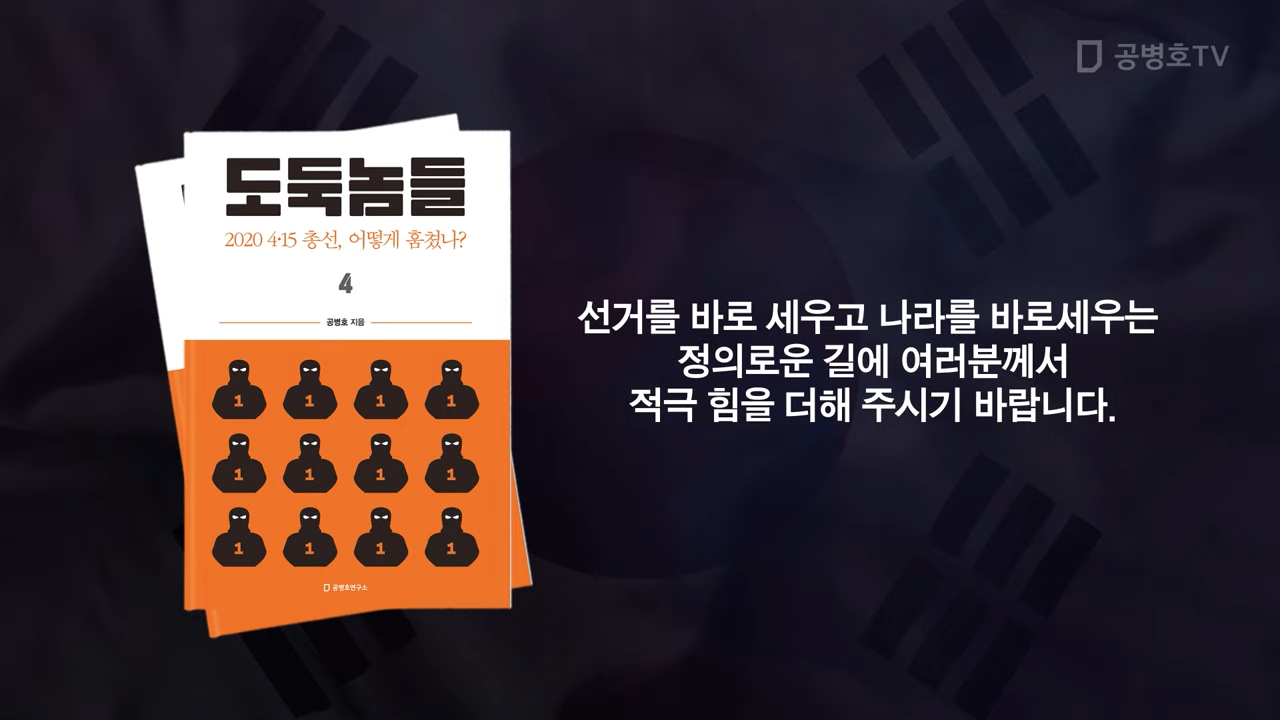 공병호TV
도둑놈들
2020 4·15 총선, 어떻게 훔쳤나?
4
공병호 지음
1 1 1 1
1 1 1 1
1 1 1 1
공병호연구소
선거를 바로 세우고 나라를 바로세우는
정의로운 길에 여러분께서
적극 힘을 더해 주시기 바랍니다.